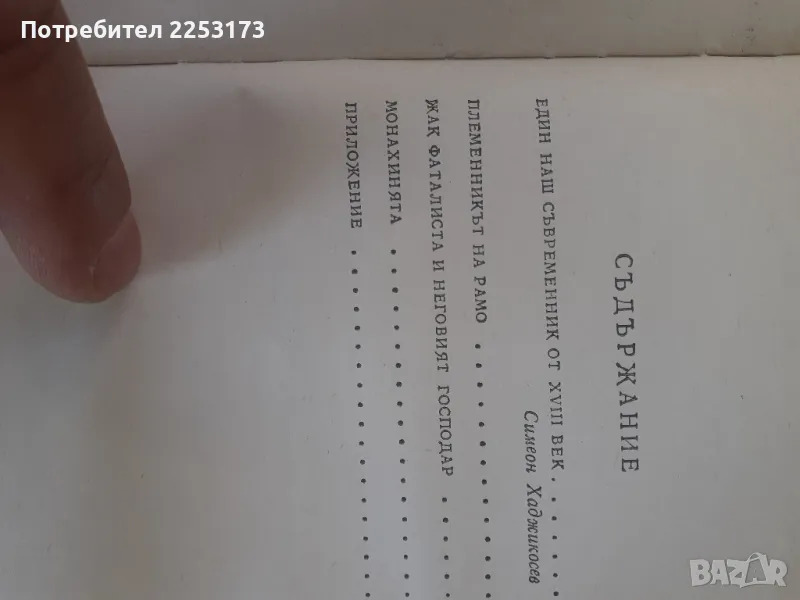 Потребител 2253173
СЪДЪРЖАНИЕ
ЕДИН НАШ СЪВРЕМЕННИК ОТ XVIII ВЕК . . . . . .
Симеон Хаджикосев
ПЛЕМЕННИКЪТ НА РАМО . . . . . . . . . . . . .
ЖАК ФАТАЛИСТА И НЕГОВИЯТ ГОСПОДАР . . . . . .
МОНАХИНЯТА . . . . . . . . . . . . . . . . . .
ПРИЛОЖЕНИЕ . . . . . . . . . . . . . . . . . .
BAZAR